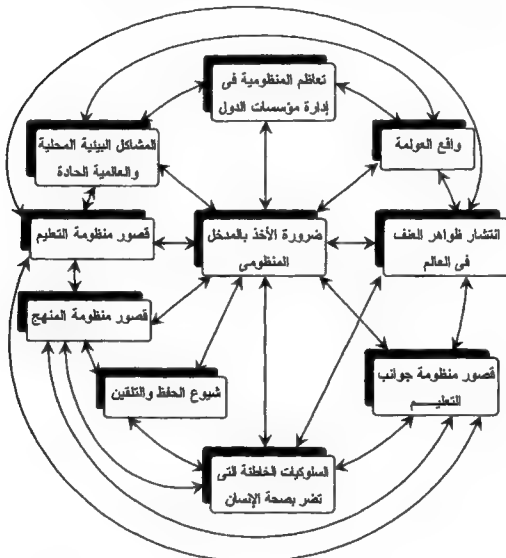 تعاظم المنظومية فى
إدارة مؤسسات الدول
واقع العولمة
المشاكل البيئية المحلية
والعالمية الحادة
انتشار ظواهر العنف
فى العالم
ضرورة الأخذ بالمدخل
المنظومى
قصور منظومة التعليم
قصور منظومة المنهج
قصور منظومة جوانب
التعليــــم
شيوع الحفظ والتلقين
السلوكيات الخاطئة التى
تضر بصحة الإنسان